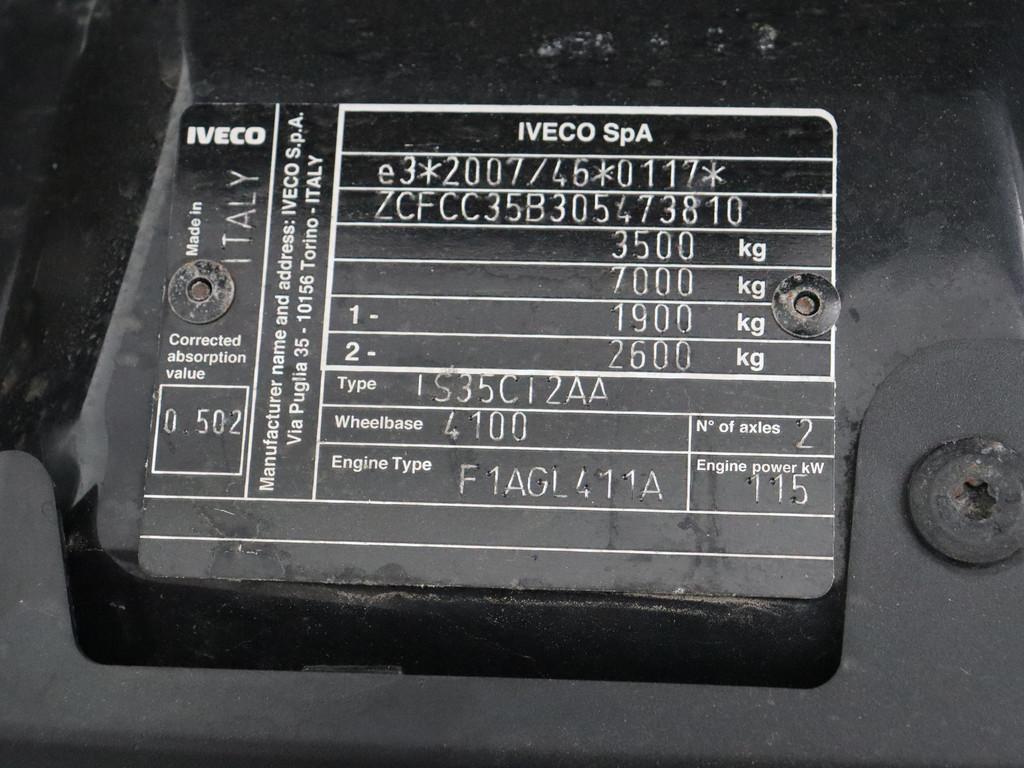 IVECO
Made in
ITALY
Corrected
absorption
value
0.502
Manufacturer name and address: IVECO S.p.A.
Via Puglia 35 - 10156 Torino - ITALY
IVECO SpA
e3*2007/46*0117*
ZCFCC35B305473810
3500 kg
7000 kg
1 - 1900 kg
2 - 2600 kg
Type IS35CI2AA
Wheelbase 4100
N° of axles 2
Engine Type F1AGL411A
Engine power kW
115